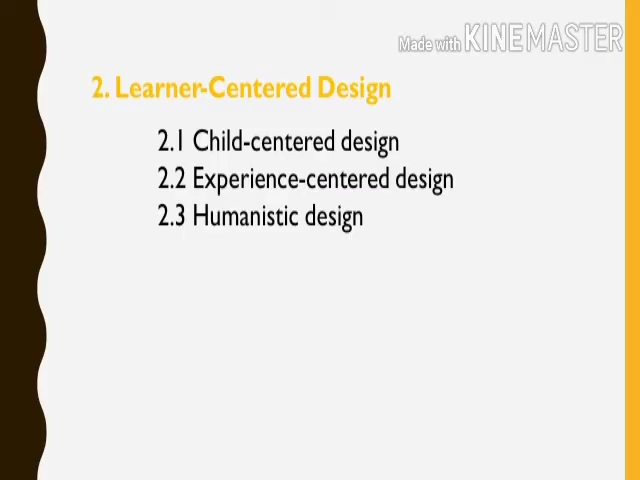 Made with KINEMASTER
2. Learner-Centered Design
2.1 Child-centered design
2.2 Experience-centered design
2.3 Humanistic design